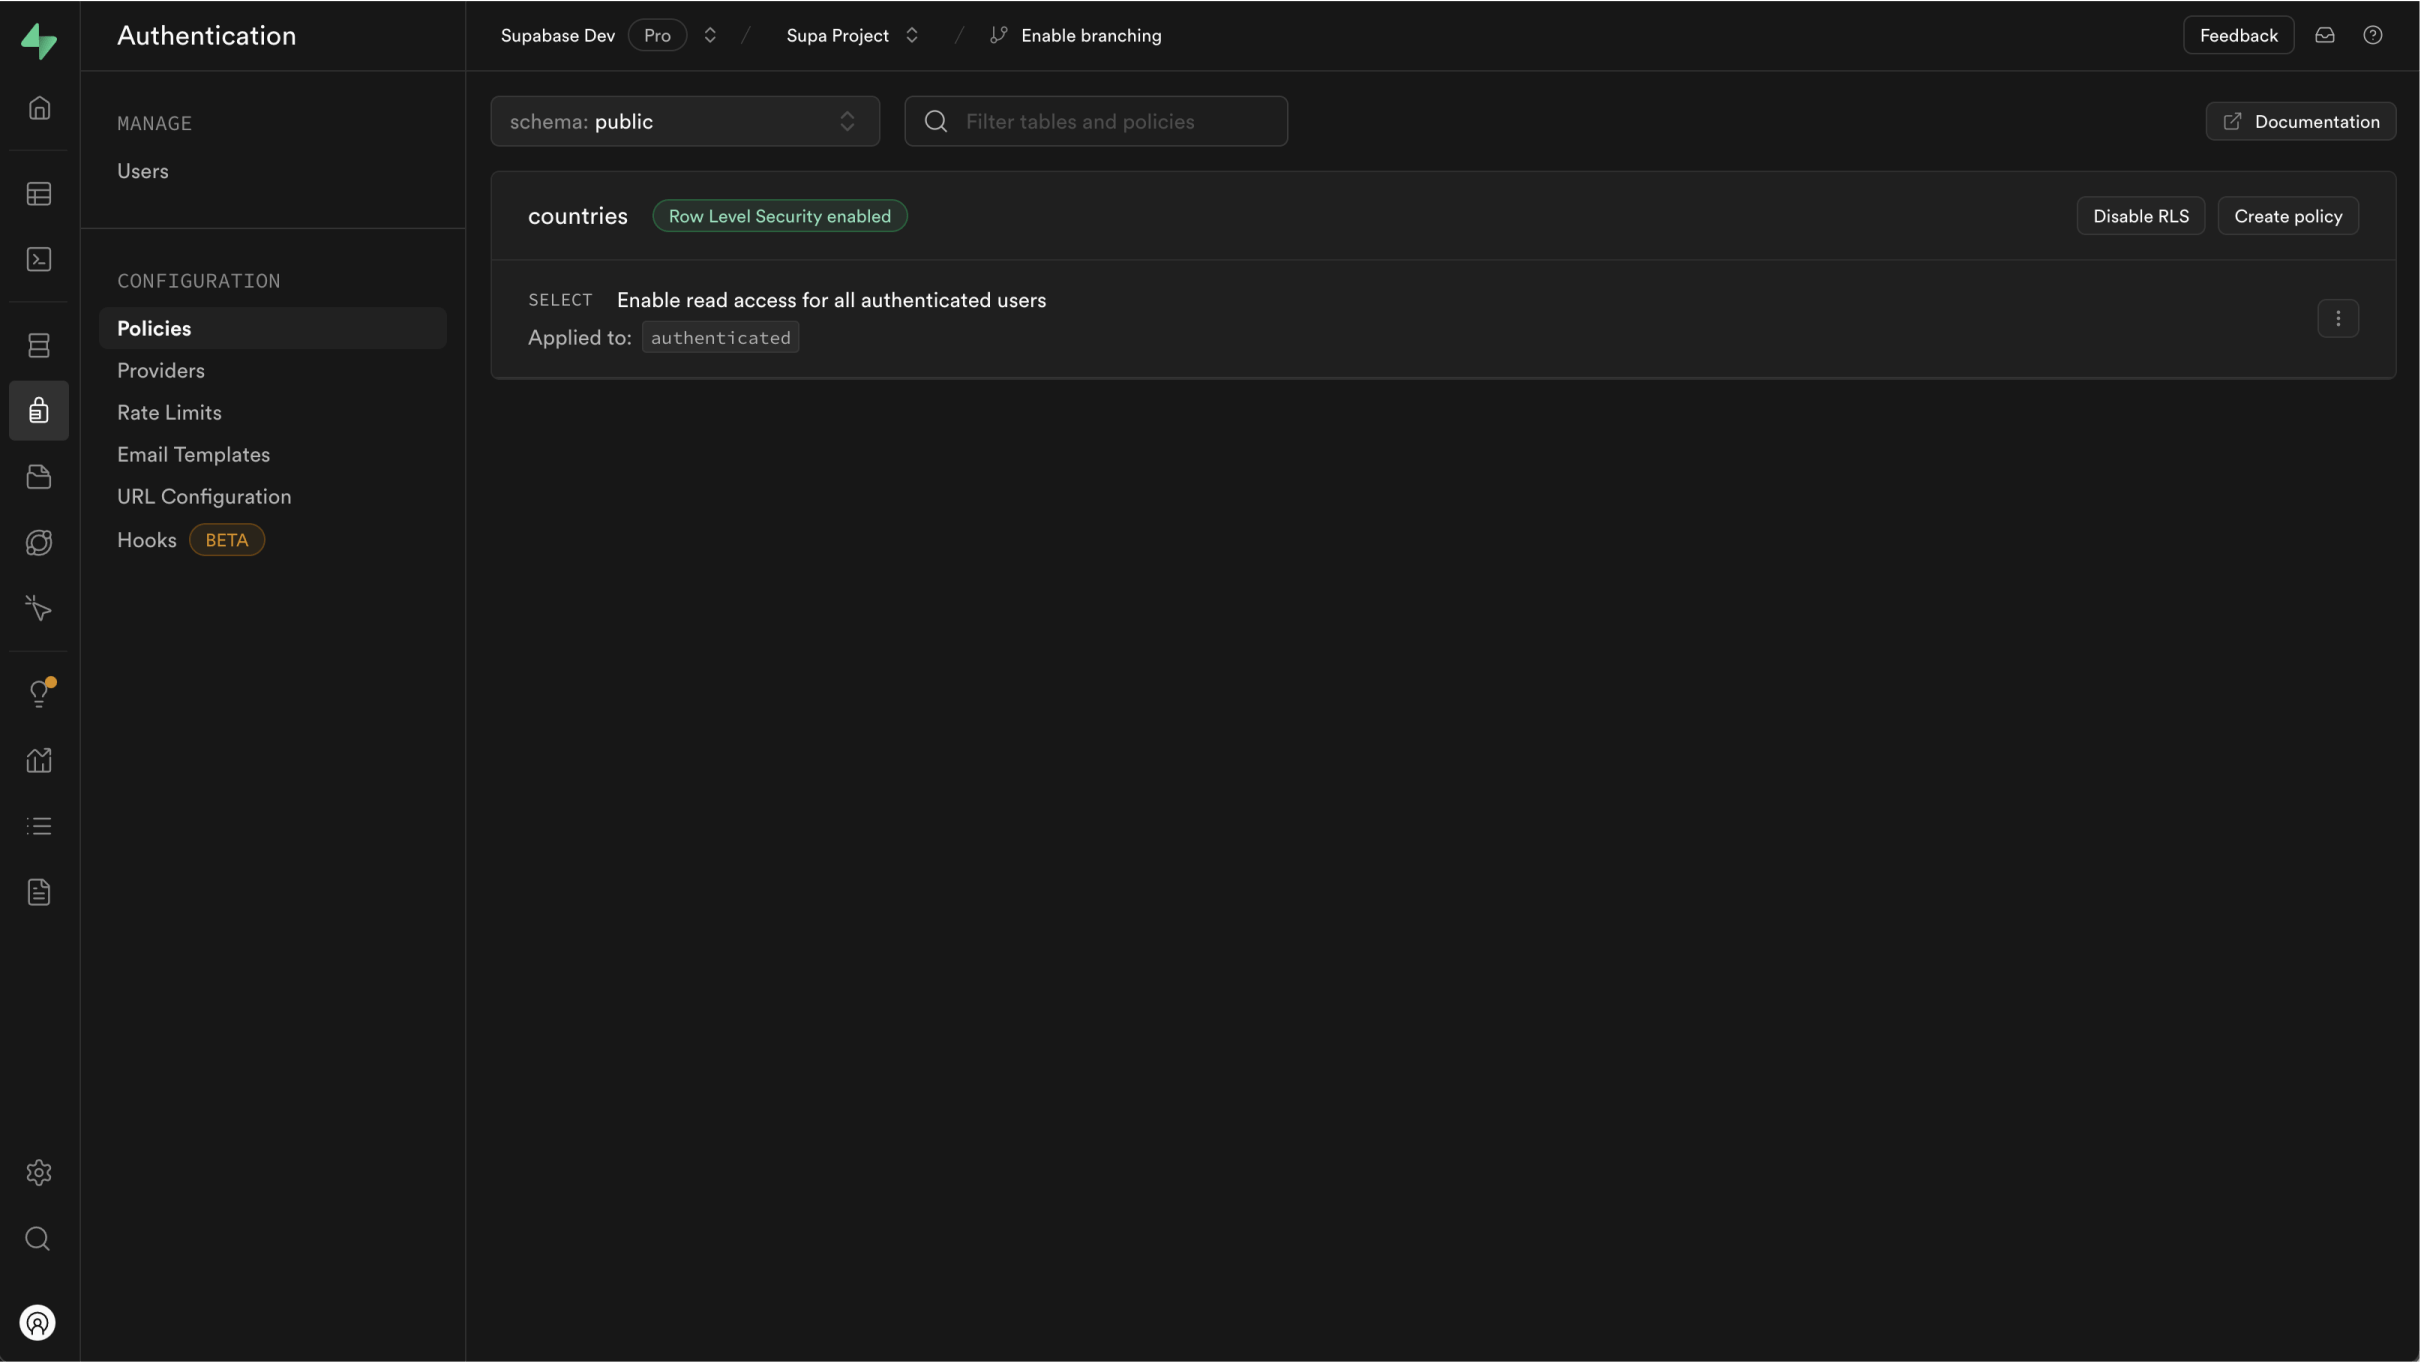 Authentication
Supabase Dev Pro / Supa Project / Enable branching
Feedback
MANAGE
Users
CONFIGURATION
Policies
Providers
Rate Limits
Email Templates
URL Configuration
Hooks BETA
schema: public
Filter tables and policies
Documentation
countries Row Level Security enabled
Disable RLS Create policy
SELECT Enable read access for all authenticated users
Applied to: authenticated